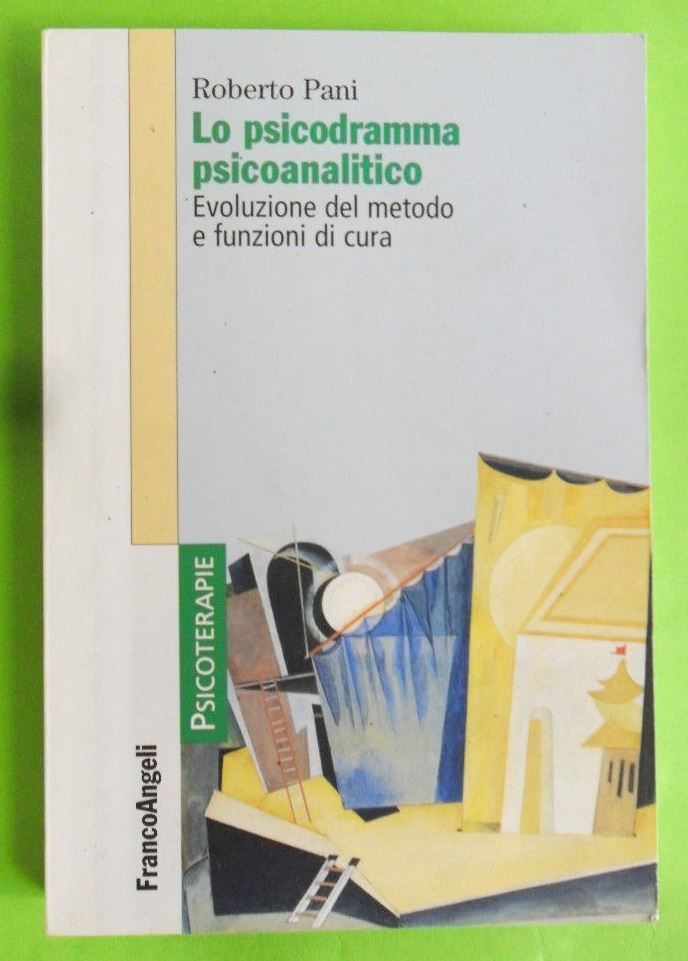 Roberto Pani
Lo psicodramma
psicoanalitico
Evoluzione del metodo
e funzioni di cura
PSICOTERAPIE
FrancoAngeli